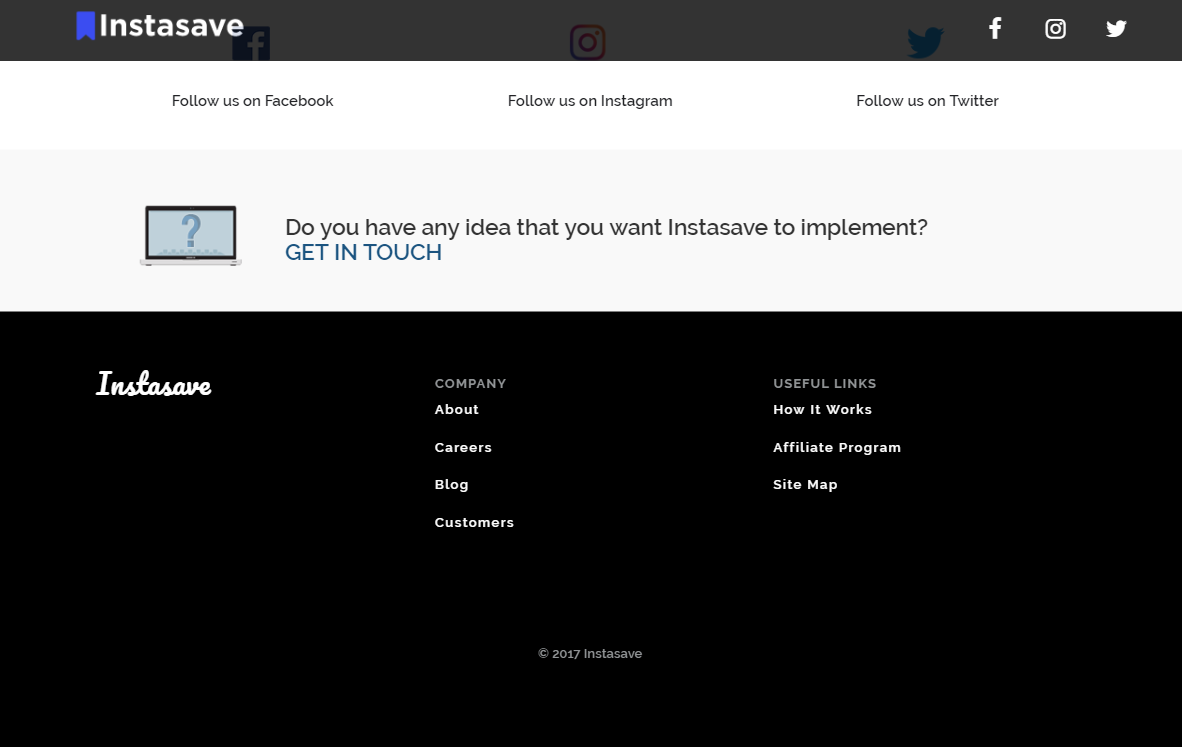 Instasave
Follow us on Facebook
Follow us on Instagram
Follow us on Twitter
?
Do you have any idea that you want Instasave to implement?
GET IN TOUCH
Instasave
COMPANY
About
Careers
Blog
Customers
USEFUL LINKS
How It Works
Affiliate Program
Site Map
© 2017 Instasave